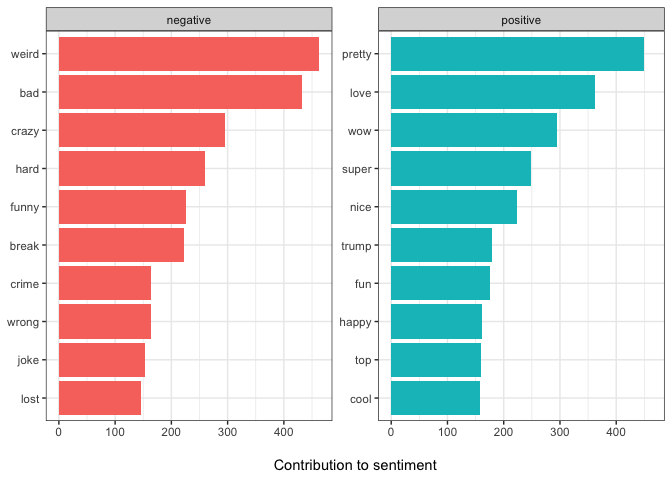 negative
weird
bad
crazy
hard
funny
break
crime
wrong
joke
lost
0 100 200 300 400
positive
pretty
love
wow
super
nice
trump
fun
happy
top
cool
0 100 200 300 400
Contribution to sentiment